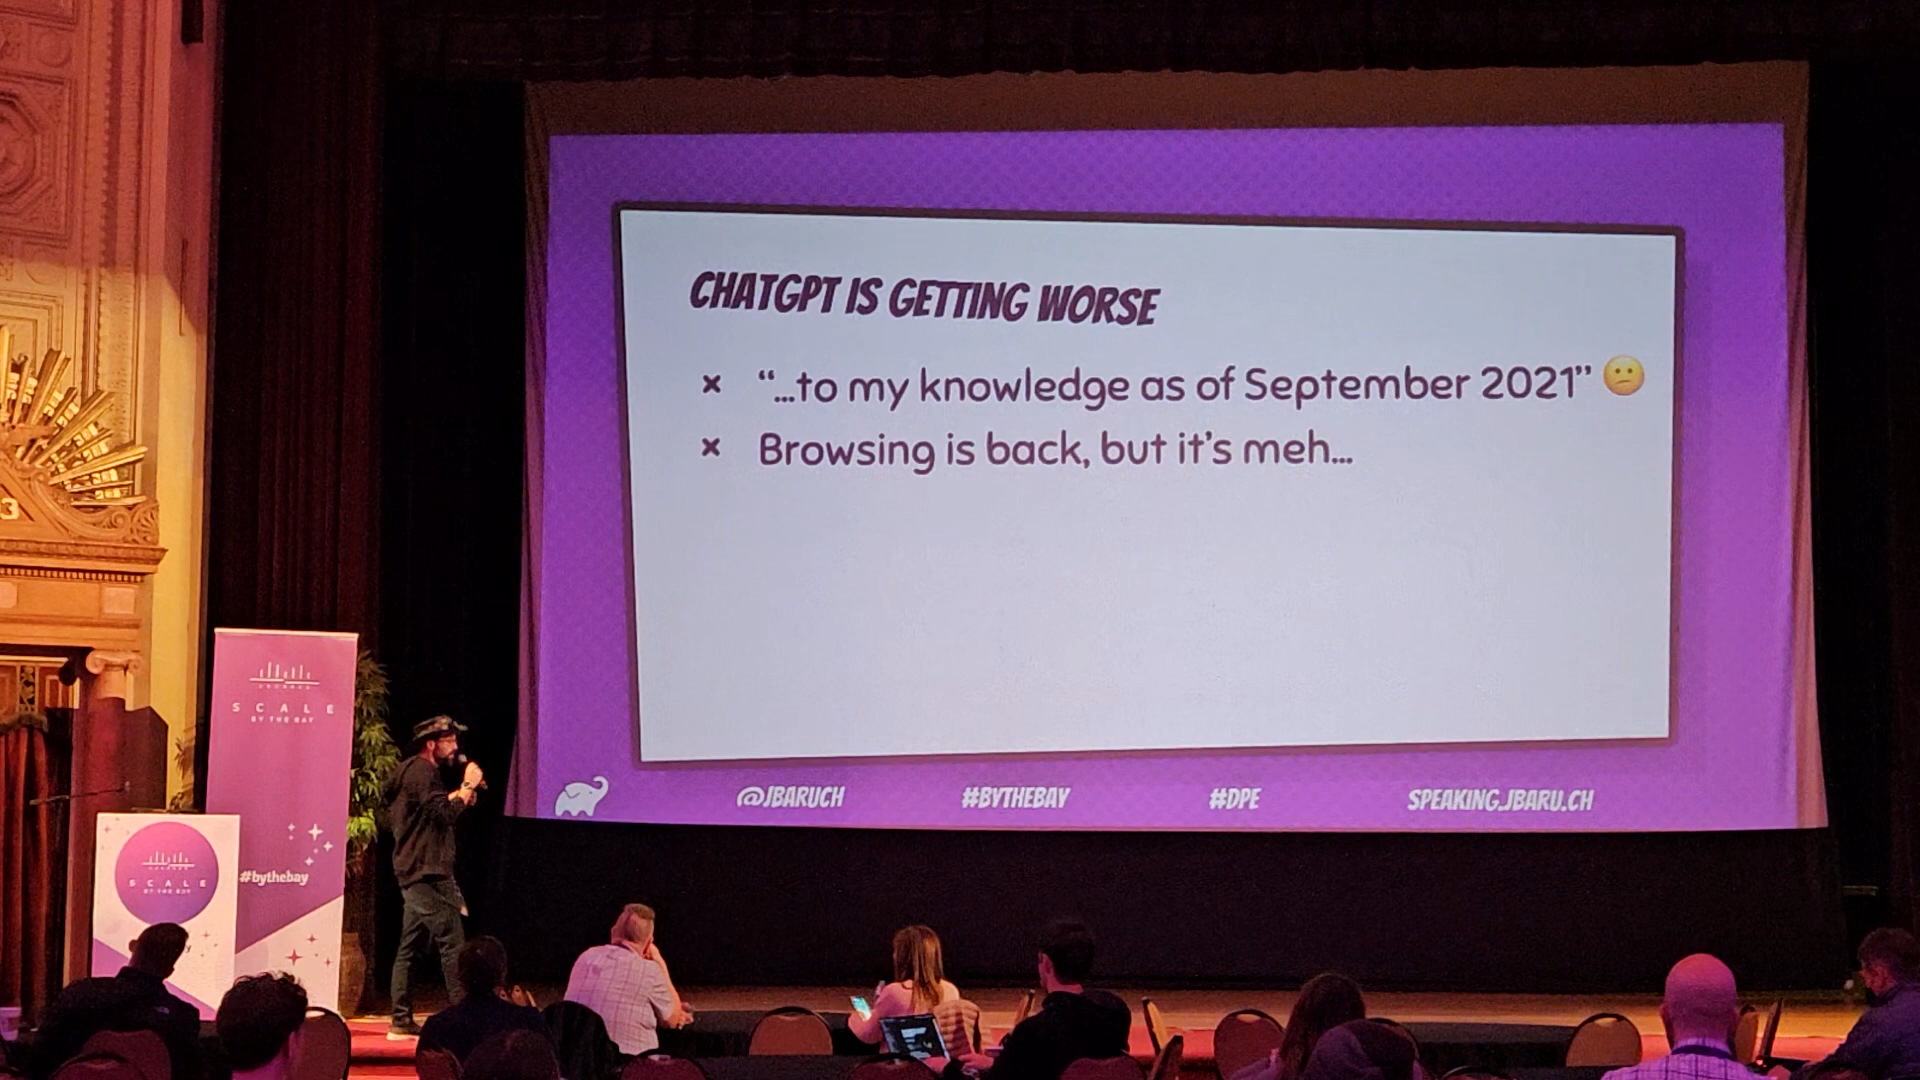 CHATGPT IS GETTING WORSE
× “...to my knowledge as of September 2021” 😕
× Browsing is back, but it’s meh...
@JBARUCH #BYTHEBAY #DPE SPEAKING.JBARU.CH
SCALE
BY THE BAY
#bythebay
SCALE
BY THE BAY
3